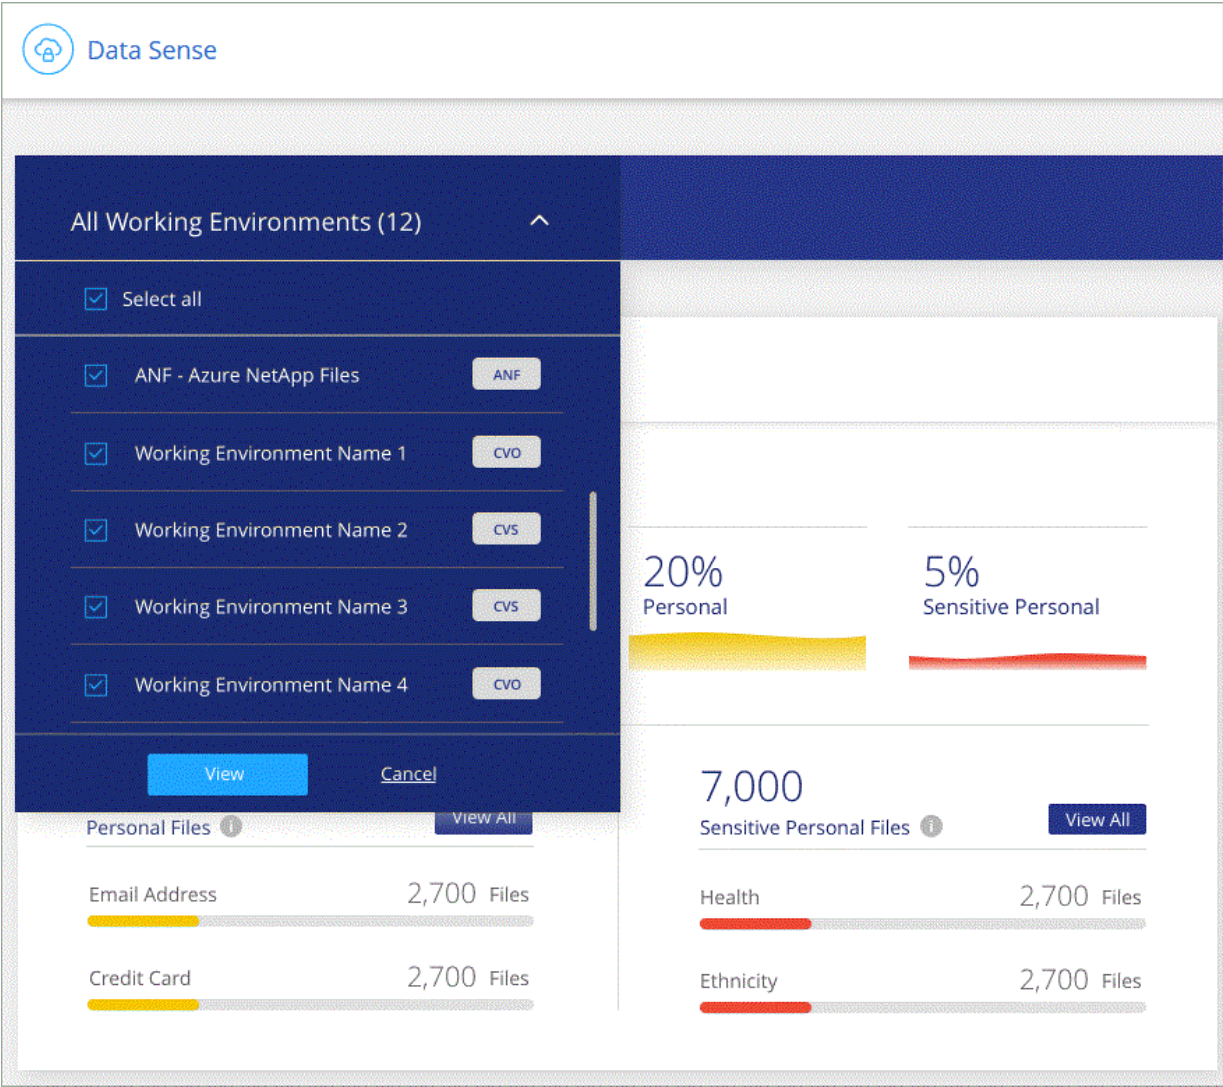 Data Sense
All Working Environments (12)
Select all
ANF - Azure NetApp Files ANF
Working Environment Name 1 CVO
Working Environment Name 2 CVS
Working Environment Name 3 CVS
Working Environment Name 4 CVO
View Cancel
20%
Personal
5%
Sensitive Personal
Personal Files i View All
Email Address 2,700 Files
Credit Card 2,700 Files
7,000
Sensitive Personal Files i View All
Health 2,700 Files
Ethnicity 2,700 Files